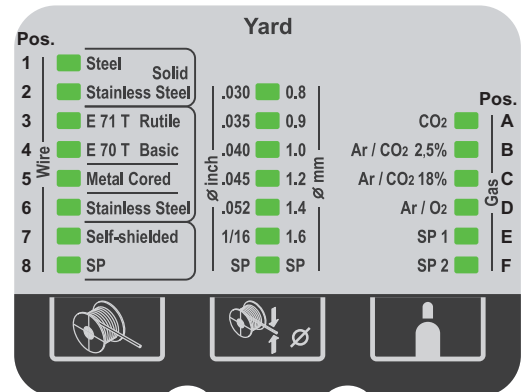 Yard
Pos.
1 Steel
Solid
2 Stainless Steel
3 E 71 T Rutile
4 E 70 T Basic
5 Metal Cored
6 Stainless Steel
7 Self-shielded
8 SP
Wire
.030 0.8
.035 0.9
.040 1.0
.045 1.2
.052 1.4
1/16 1.6
SP SP
ø inch
ø mm
Pos.
CO₂ A
Ar / CO₂ 2,5% B
Ar / CO₂ 18% C
Ar / O₂ D
SP 1 E
SP 2 F
Gas
Ø